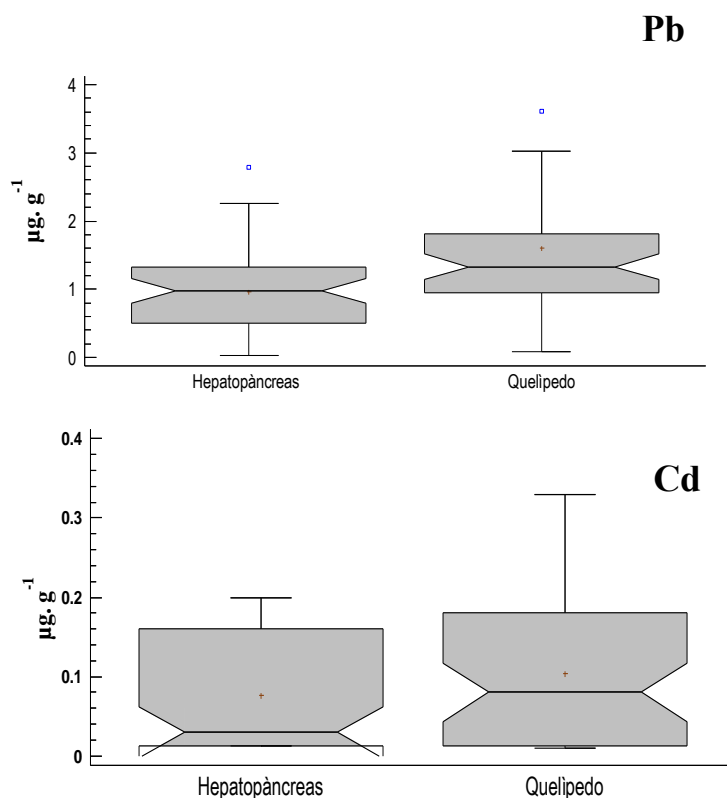 Pb
4
3
2
1
0
µg. g-1
Hepatopàncreas Quelìpedo
Cd
0.4
0.3
0.2
0.1
0
µg. g-1
Hepatopàncreas Quelìpedo